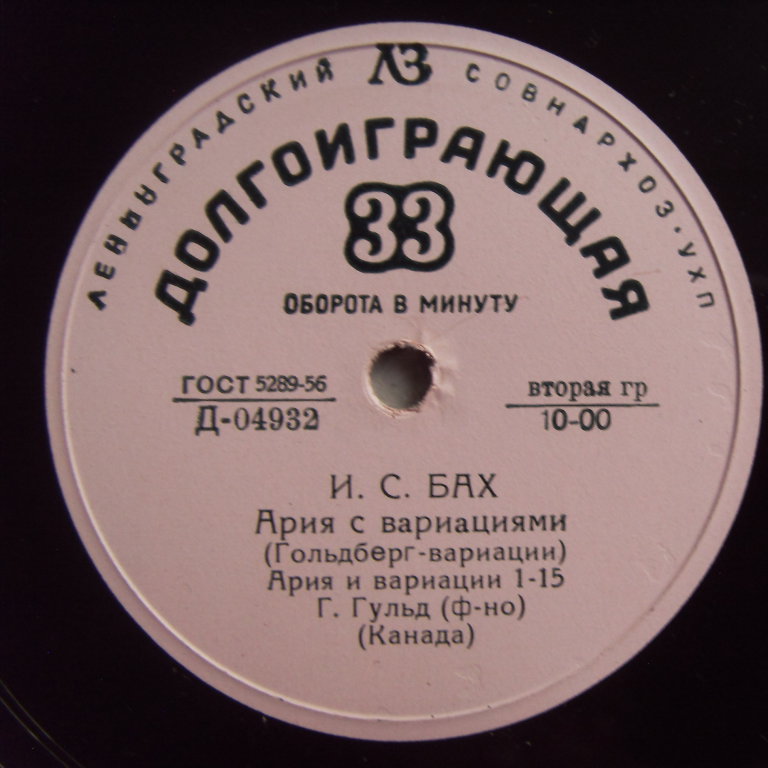 ЛЕНИНГРАДСКИЙ ЛЗ СОВНАРХОЗ · УХП
ДОЛГОИГРАЮЩАЯ
33
ОБОРОТА В МИНУТУ
ГОСТ 5289-56
Д-04932
вторая гр
10-00
И. С. БАХ
Ария с вариациями
(Гольдберг-вариации)
Ария и вариации 1-15
Г. Гульд (ф-но)
(Канада)